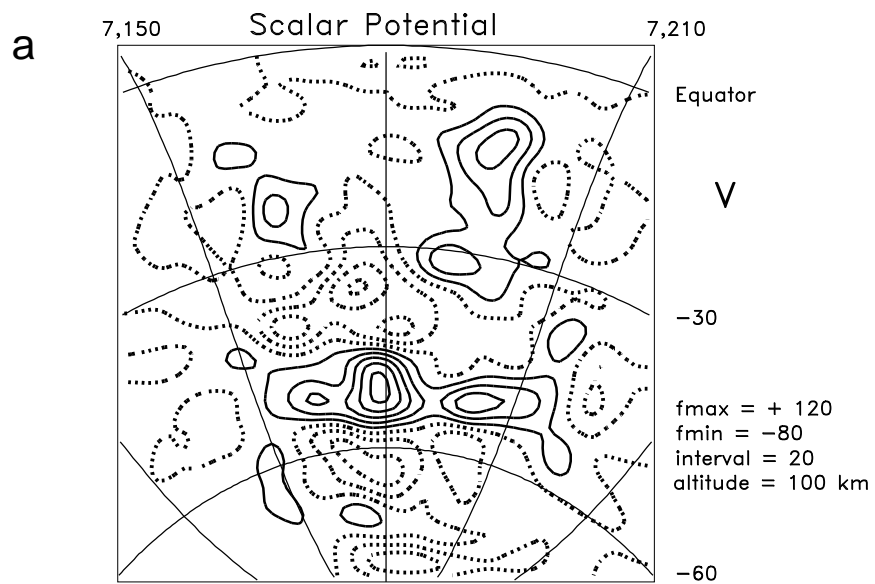 a
7,150 Scalar Potential 7,210
Equator
V
−30
fmax = + 120
fmin = −80
interval = 20
altitude = 100 km
−60